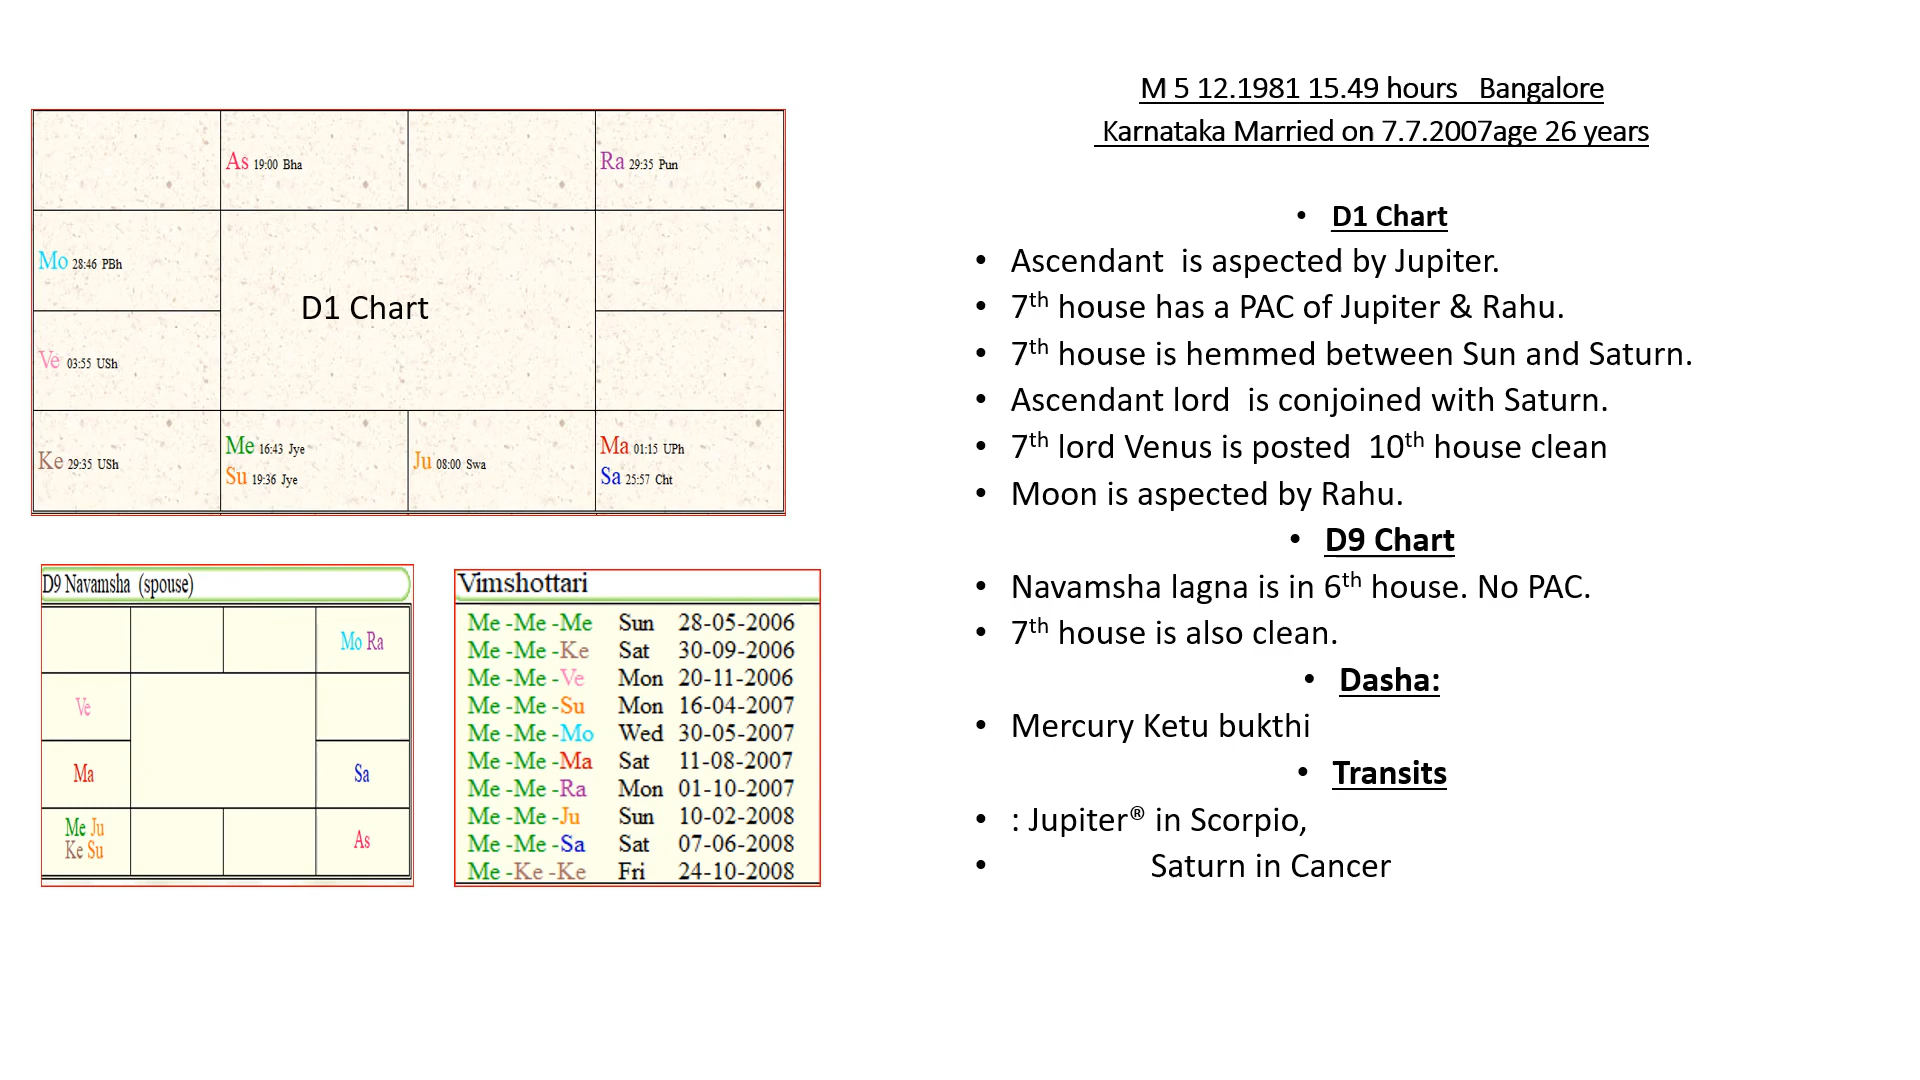 M 5 12.1981 15.49 hours   Bangalore
Karnataka Married on 7.7.2007age 26 years
As 19:00 Bha
Ra 29:35 Pun
Mo 28:46 PBh
D1 Chart
Ve 03:55 USh
Ke 29:35 USh
Me 16:43 Jye
Su 19:36 Jye
Ju 08:00 Swa
Ma 01:15 UPh
Sa 25:57 Cht
D9 Navamsha (spouse)
Mo Ra
Ve
Ma
Sa
Me Ju
Ke Su
As
Vimshottari
Me -Me -Me Sun 28-05-2006
Me -Me -Ke Sat 30-09-2006
Me -Me -Ve Mon 20-11-2006
Me -Me -Su Mon 16-04-2007
Me -Me -Mo Wed 30-05-2007
Me -Me -Ma Sat 11-08-2007
Me -Me -Ra Mon 01-10-2007
Me -Me -Ju Sun 10-02-2008
Me -Me -Sa Sat 07-06-2008
Me -Ke -Ke Fri 24-10-2008
• D1 Chart
• Ascendant  is aspected by Jupiter.
• 7th house has a PAC of Jupiter & Rahu.
• 7th house is hemmed between Sun and Saturn.
• Ascendant lord  is conjoined with Saturn.
• 7th lord Venus is posted  10th house clean
• Moon is aspected by Rahu.
• D9 Chart
• Navamsha lagna is in 6th house. No PAC.
• 7th house is also clean.
• Dasha:
• Mercury Ketu bukthi
• Transits
• : Jupiter® in Scorpio,
• Saturn in Cancer